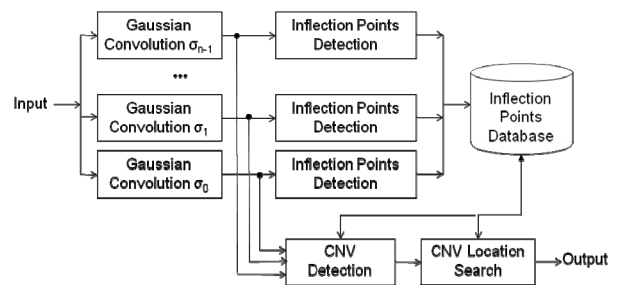 Gaussian
Convolution σn-1
Inflection Points
Detection
...
Input
Gaussian
Convolution σ1
Inflection Points
Detection
Inflection
Points
Database
Gaussian
Convolution σ0
Inflection Points
Detection
CNV
Detection
CNV Location
Search
Output